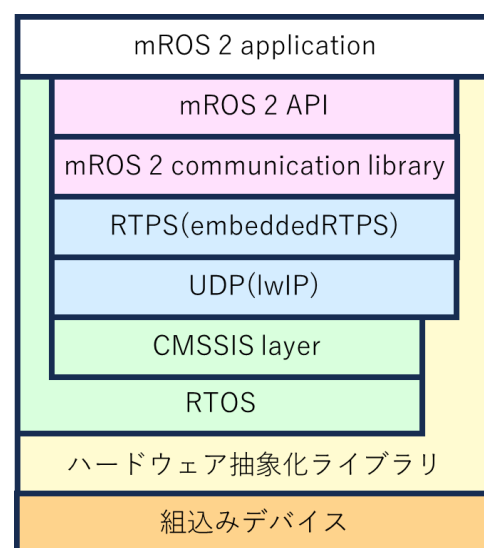 mROS 2 application
mROS 2 API
mROS 2 communication library
RTPS(embeddedRTPS)
UDP(lwIP)
CMSSIS layer
RTOS
ハードウェア抽象化ライブラリ
組込みデバイス